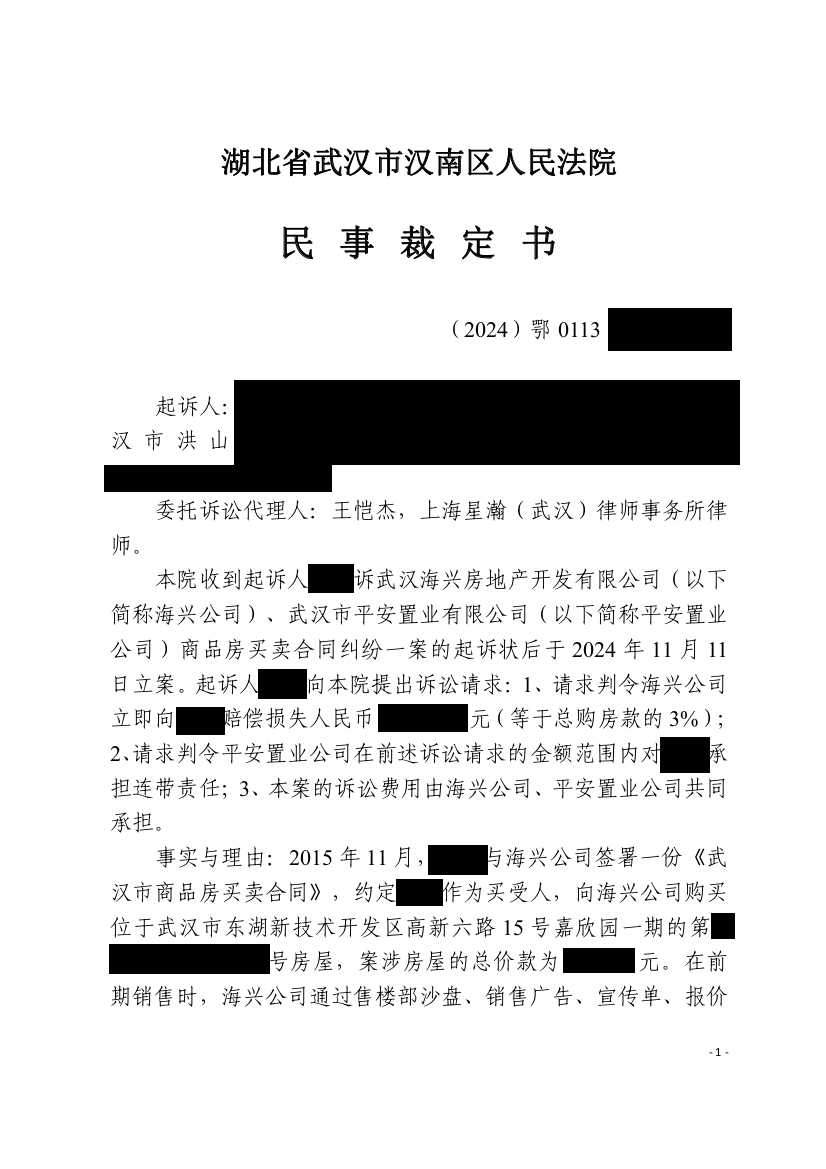 湖北省武汉市汉南区人民法院
民事裁定书
（2024）鄂 0113
起诉人：
汉市洪山
委托诉讼代理人：王恺杰，上海星瀚（武汉）律师事务所律
师。
本院收到起诉人诉武汉海兴房地产开发有限公司（以下
简称海兴公司）、武汉市平安置业有限公司（以下简称平安置业
公司）商品房买卖合同纠纷一案的起诉状后于 2024 年 11 月 11
日立案。起诉人向本院提出诉讼请求：1、请求判令海兴公司
立即向赔偿损失人民币元（等于总购房款的 3%）；
2、请求判令平安置业公司在前述诉讼请求的金额范围内对承
担连带责任；3、本案的诉讼费用由海兴公司、平安置业公司共同
承担。
事实与理由：2015 年 11 月，与海兴公司签署一份《武
汉市商品房买卖合同》，约定作为买受人，向海兴公司购买
位于武汉市东湖新技术开发区高新六路 15 号嘉欣园一期的第
号房屋，案涉房屋的总价款为元。在前
期销售时，海兴公司通过售楼部沙盘、销售广告、宣传单、报价
- 1 -